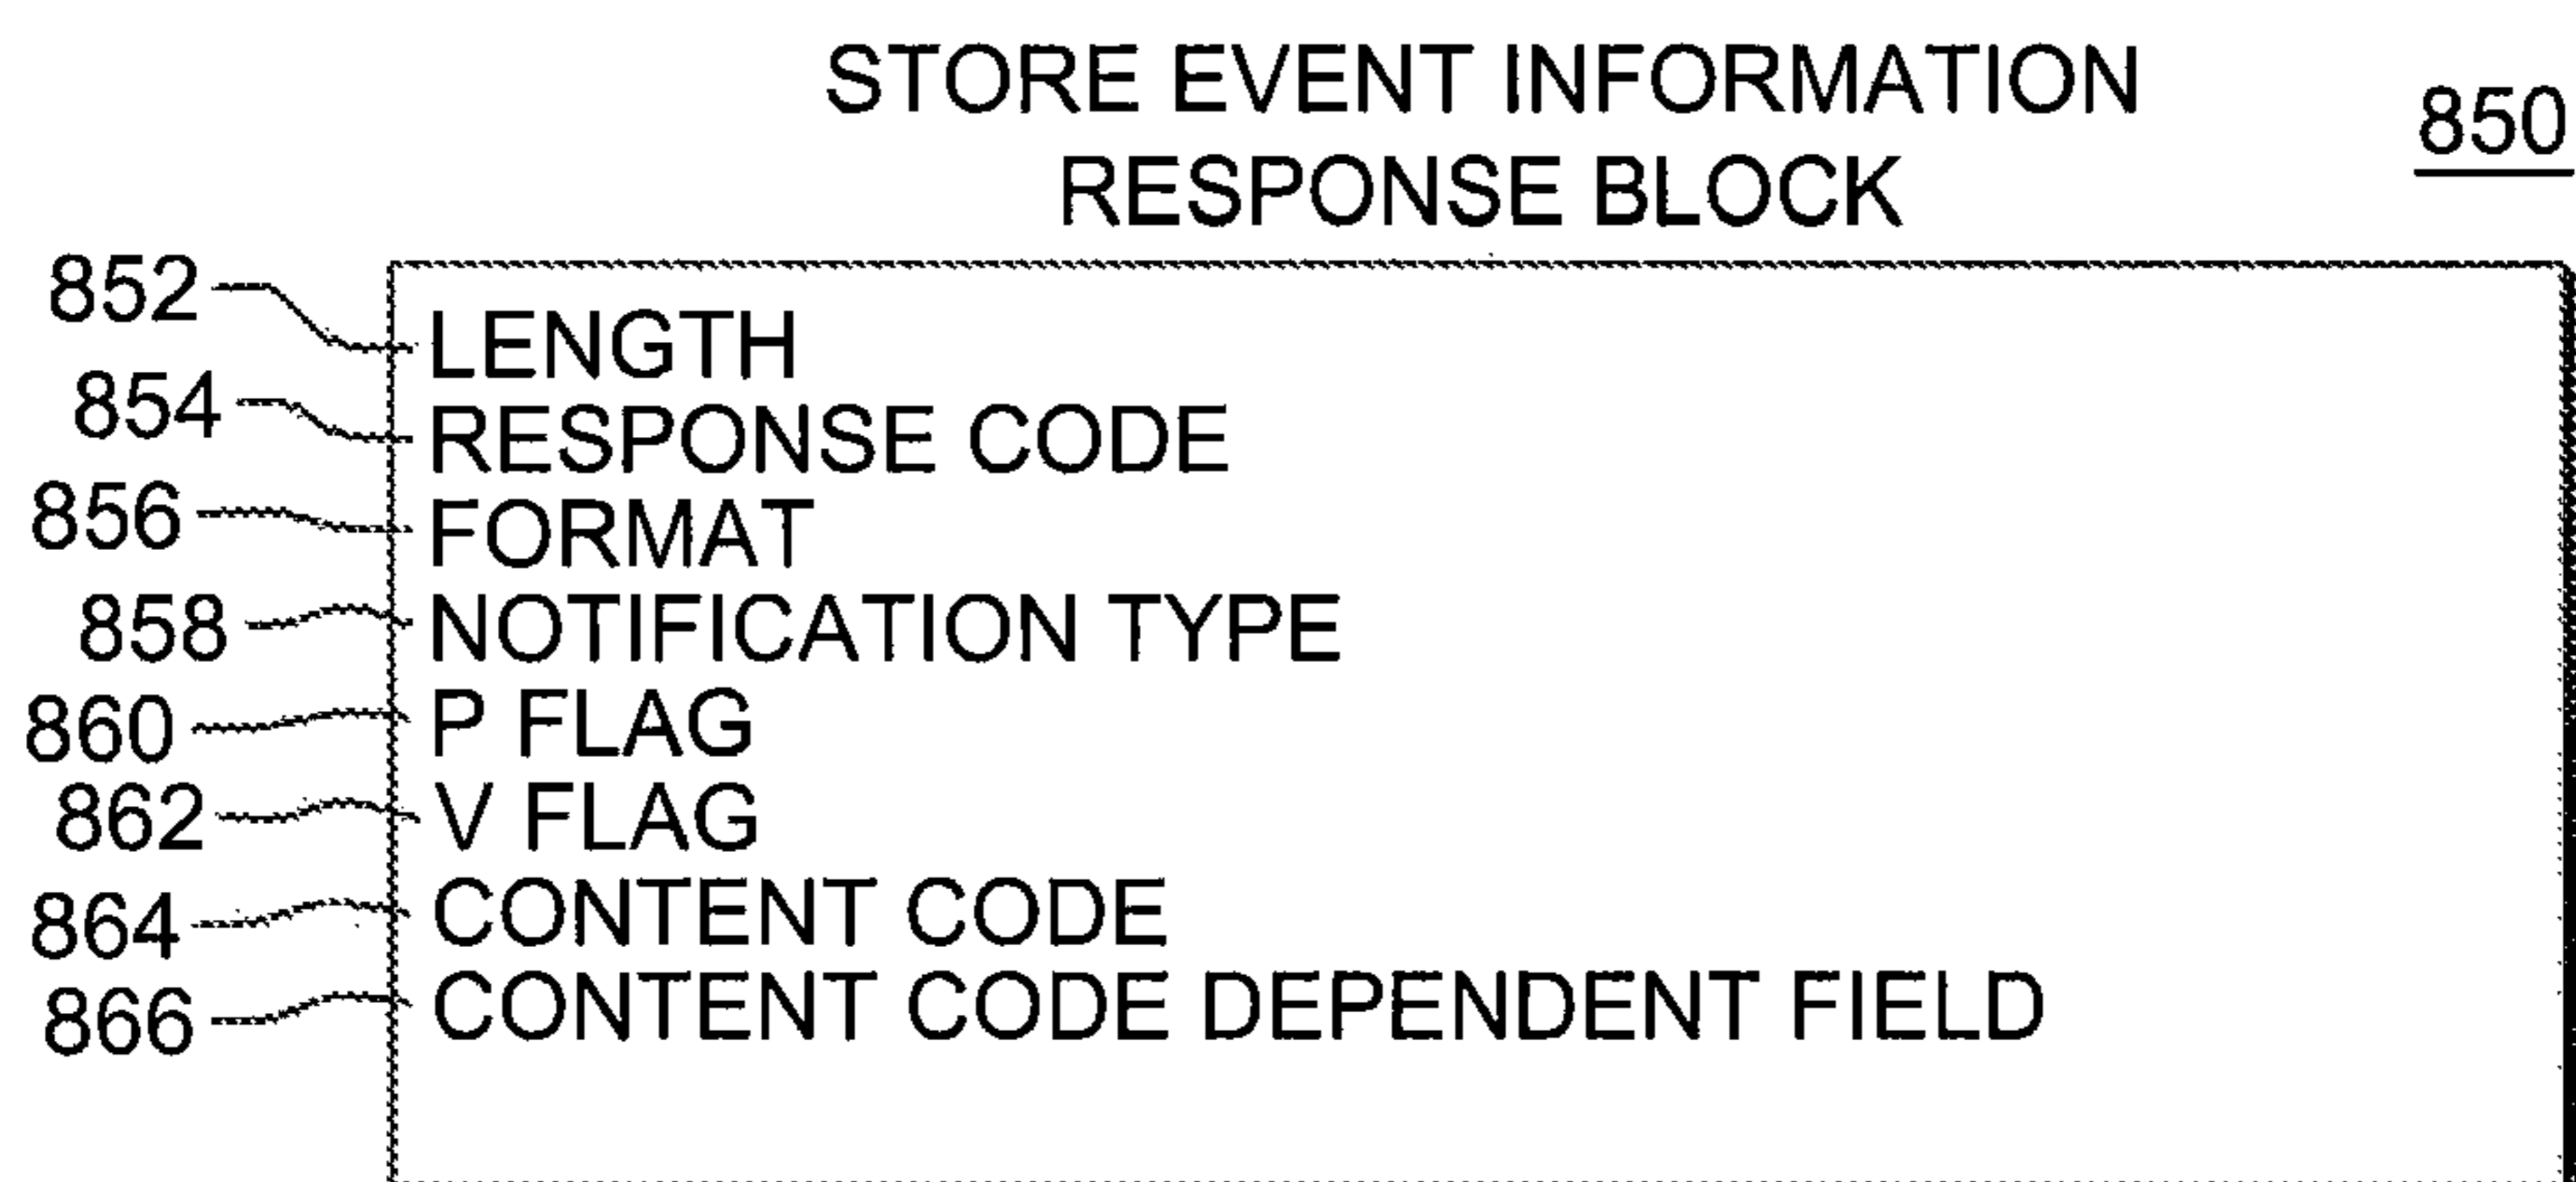 STORE EVENT INFORMATION
RESPONSE BLOCK
850
852 LENGTH
854 RESPONSE CODE
856 FORMAT
858 NOTIFICATION TYPE
860 P FLAG
862 V FLAG
864 CONTENT CODE
866 CONTENT CODE DEPENDENT FIELD